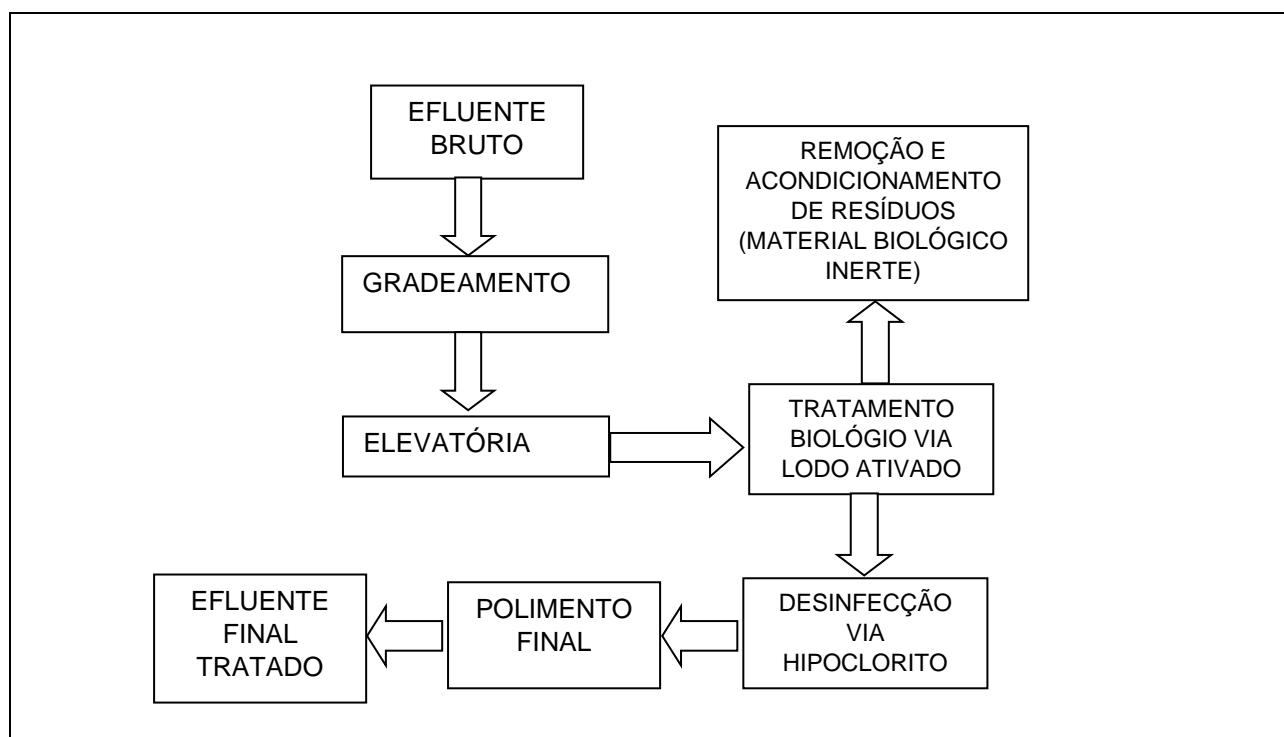 EFLUENTE
BRUTO
GRADEAMENTO
ELEVATÓRIA
REMOÇÃO E
ACONDICIONAMENTO
DE RESÍDUOS
(MATERIAL BIOLÓGICO
INERTE)
TRATAMENTO
BIOLÓGIO VIA
LODO ATIVADO
DESINFECÇÃO
VIA
HIPOCLORITO
POLIMENTO
FINAL
EFLUENTE
FINAL
TRATADO